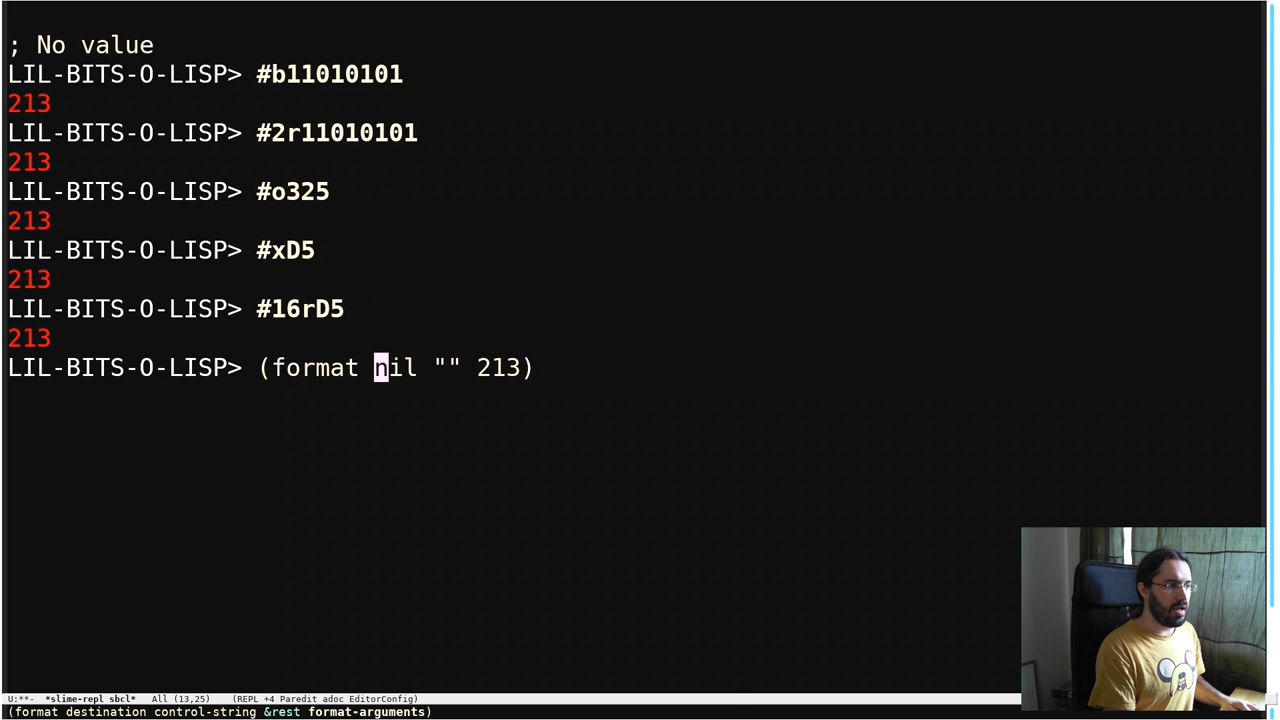 ; No value
LIL-BITS-O-LISP> #b11010101
213
LIL-BITS-O-LISP> #2r11010101
213
LIL-BITS-O-LISP> #o325
213
LIL-BITS-O-LISP> #xD5
213
LIL-BITS-O-LISP> #16rD5
213
LIL-BITS-O-LISP> (format nil "" 213)
U:**-  *slime-repl sbcl*   All (13,25)    (REPL +4 Paredit adoc EditorConfig)
(format destination control-string &rest format-arguments)